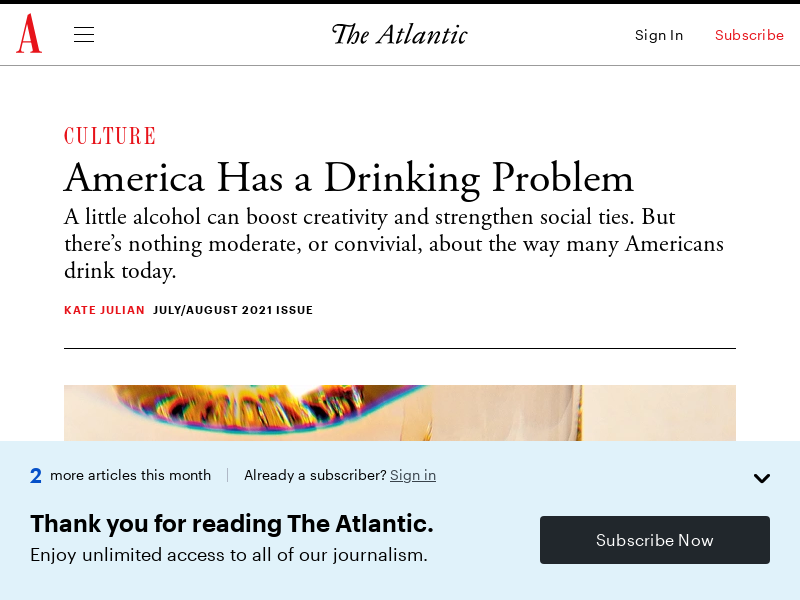 A
The Atlantic
Sign In
Subscribe
CULTURE
America Has a Drinking Problem
A little alcohol can boost creativity and strengthen social ties. But
there’s nothing moderate, or convivial, about the way many Americans
drink today.
KATE JULIAN JULY/AUGUST 2021 ISSUE
2 more articles this month
Already a subscriber? Sign in
Thank you for reading The Atlantic.
Enjoy unlimited access to all of our journalism.
Subscribe Now